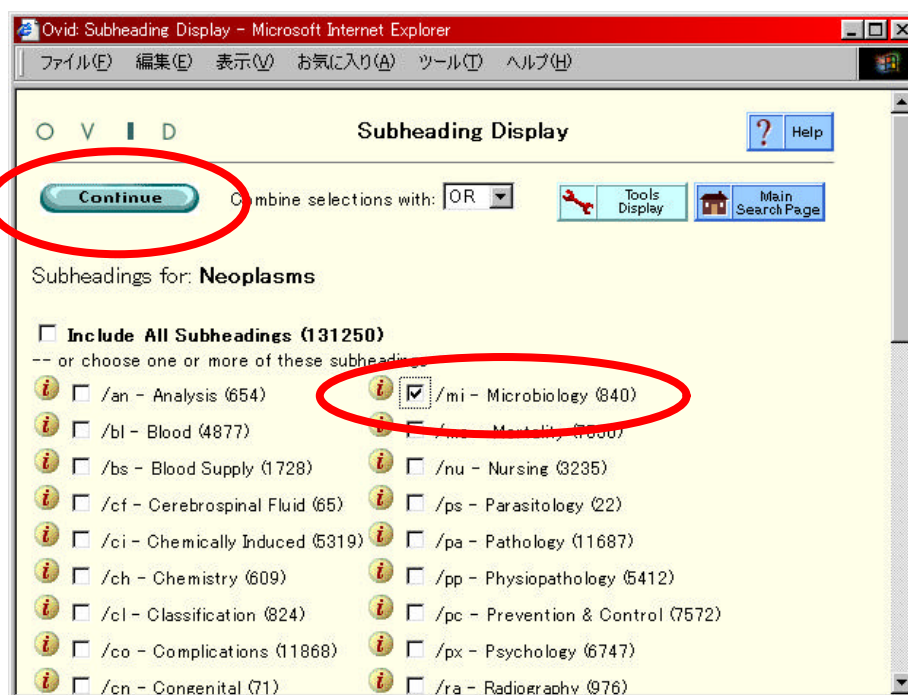 Ovid: Subheading Display - Microsoft Internet Explorer
ファイル(F) 編集(E) 表示(V) お気に入り(A) ツール(T) ヘルプ(H)
O V I D Subheading Display ? Help
Continue Combine selections with: OR Tools Display Main Search Page
Subheadings for: Neoplasms
Include All Subheadings (131250)
-- or choose one or more of these subheadings
/an - Analysis (654) /mi - Microbiology (840)
/bl - Blood (4877) Mortality
/bs - Blood Supply (1728) /nu - Nursing (3235)
/cf - Cerebrospinal Fluid (65) /ps - Parasitology (22)
/ci - Chemically Induced (5319) /pa - Pathology (11687)
/ch - Chemistry (609) /pp - Physiopathology (5412)
/cl - Classification (824) /pc - Prevention & Control (7572)
/co - Complications (11868) /px - Psychology (6747)
/cn - Congenital (71) /ra - Radiography (976)